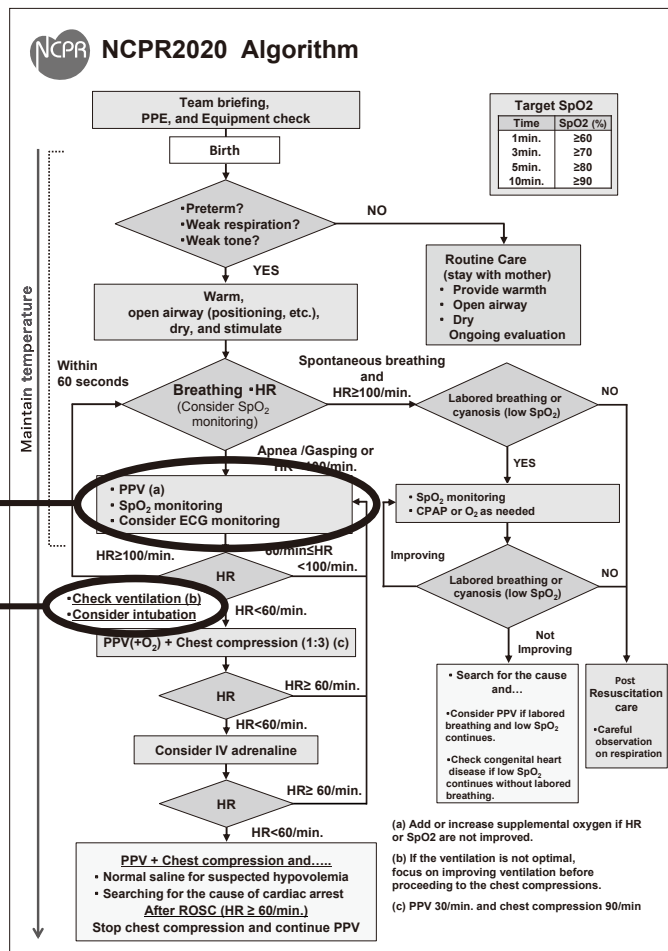 NCPR
NCPR2020 Algorithm
Team briefing,
PPE, and Equipment check
Target SpO2
Time SpO2 (%)
1min. ≥60
3min. ≥70
5min. ≥80
10min. ≥90
Birth
▪Preterm?
▪Weak respiration?
▪Weak tone?
NO
YES
Routine Care
(stay with mother)
▪ Provide warmth
▪ Open airway
▪ Dry
Ongoing evaluation
Warm,
open airway (positioning, etc.),
dry, and stimulate
Maintain temperature
Within
60 seconds
Breathing ▪HR
(Consider SpO₂
monitoring)
Spontaneous breathing
and
HR≥100/min.
Labored breathing or
cyanosis (low SpO₂)
NO
YES
Apnea /Gasping or
▪ PPV (a)
▪ SpO₂ monitoring
▪ Consider ECG monitoring
▪ SpO₂ monitoring
▪ CPAP or O₂ as needed
Improving
HR≥100/min.
60/min≤HR
<100/min.
HR
Labored breathing or
cyanosis (low SpO₂)
NO
Not
Improving
▪Check ventilation (b)
▪Consider intubation
HR<60/min.
PPV(+O₂) + Chest compression (1:3) (c)
HR
HR≥ 60/min.
HR<60/min.
Consider IV adrenaline
HR
HR≥ 60/min.
HR<60/min.
▪ Search for the cause
and…
▪Consider PPV if labored
breathing and low SpO₂
continues.
▪Check congenital heart
disease if low SpO₂
continues without labored
breathing.
Post
Resuscitation
care
▪Careful
observation
on respiration
PPV + Chest compression and…..
▪ Normal saline for suspected hypovolemia
▪ Searching for the cause of cardiac arrest
After ROSC (HR ≥ 60/min.)
Stop chest compression and continue PPV
(a) Add or increase supplemental oxygen if HR
or SpO2 are not improved.
(b) If the ventilation is not optimal,
focus on improving ventilation before
proceeding to the chest compressions.
(c) PPV 30/min. and chest compression 90/min